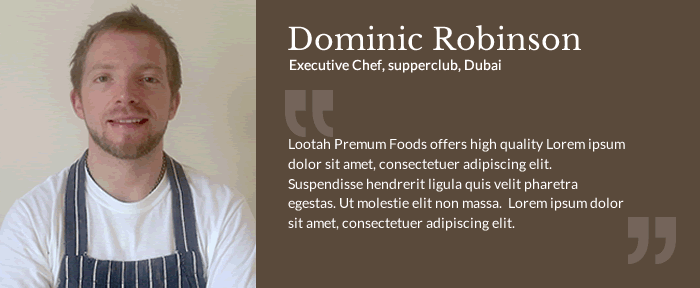 Dominic Robinson
Executive Chef, supperclub, Dubai
“
Lootah Premum Foods offers high quality Lorem ipsum
dolor sit amet, consectetuer adipiscing elit.
Suspendisse hendrerit ligula quis velit pharetra
egestas. Ut molestie elit non massa.  Lorem ipsum dolor
sit amet, consectetuer adipiscing elit.
”